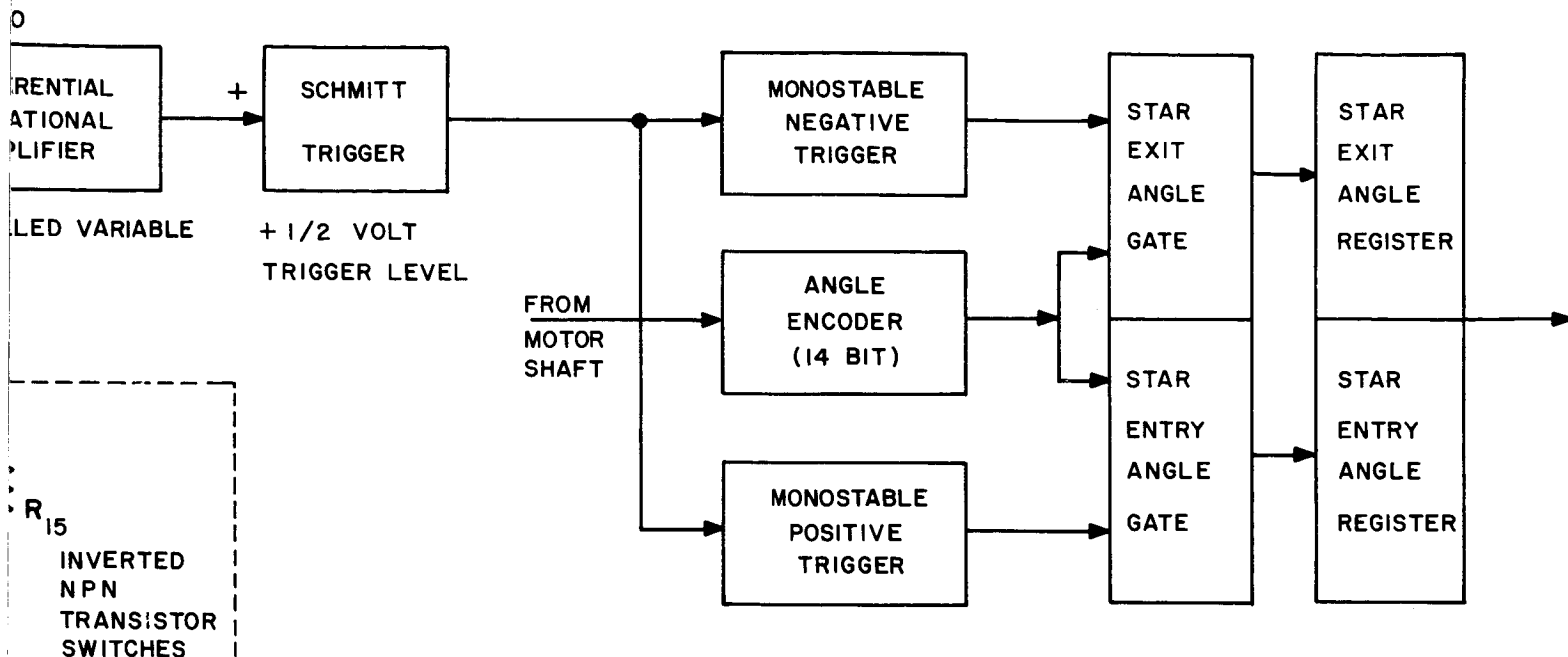 ERENTIAL
ATIONAL
PLIFIER
+
LLED VARIABLE
SCHMITT
TRIGGER
+ 1/2 VOLT
TRIGGER LEVEL
MONOSTABLE
NEGATIVE
TRIGGER
FROM
MOTOR
SHAFT
ANGLE
ENCODER
(14 BIT)
MONOSTABLE
POSITIVE
TRIGGER
STAR
EXIT
ANGLE
GATE
STAR
ENTRY
ANGLE
GATE
STAR
EXIT
ANGLE
REGISTER
STAR
ENTRY
ANGLE
REGISTER
R15
INVERTED
NPN
TRANSISTOR
SWITCHES